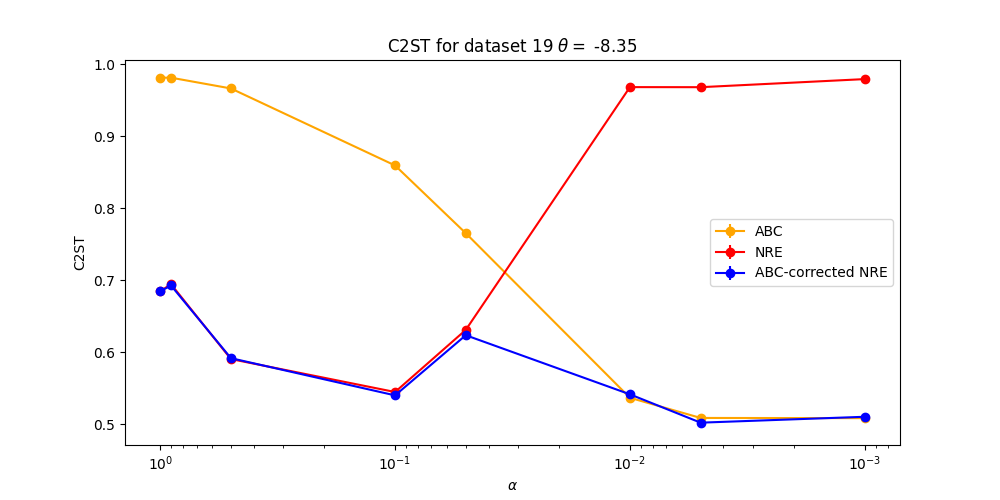 C2ST for dataset 19 θ = -8.35
C2ST
1.0
0.9
0.8
0.7
0.6
0.5
ABC
NRE
ABC-corrected NRE
10⁰
10⁻¹
10⁻²
10⁻³
α